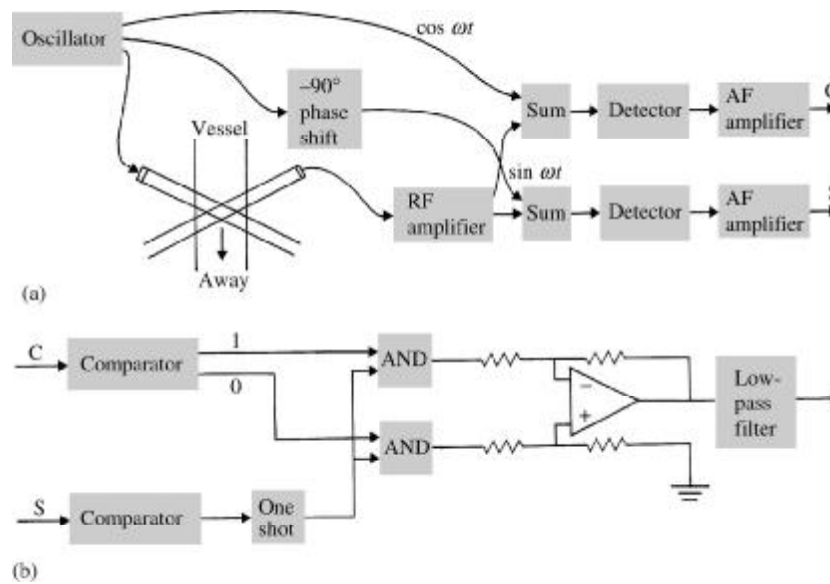 Oscillator
cos ωt
−90°
phase
shift
Vessel
Sum
Detector
AF
amplifier
sin ωt
RF
amplifier
Sum
Detector
AF
amplifier
Away
(a)
C
Comparator
1
0
AND
AND
−
+
Low-
pass
filter
S
Comparator
One
shot
(b)